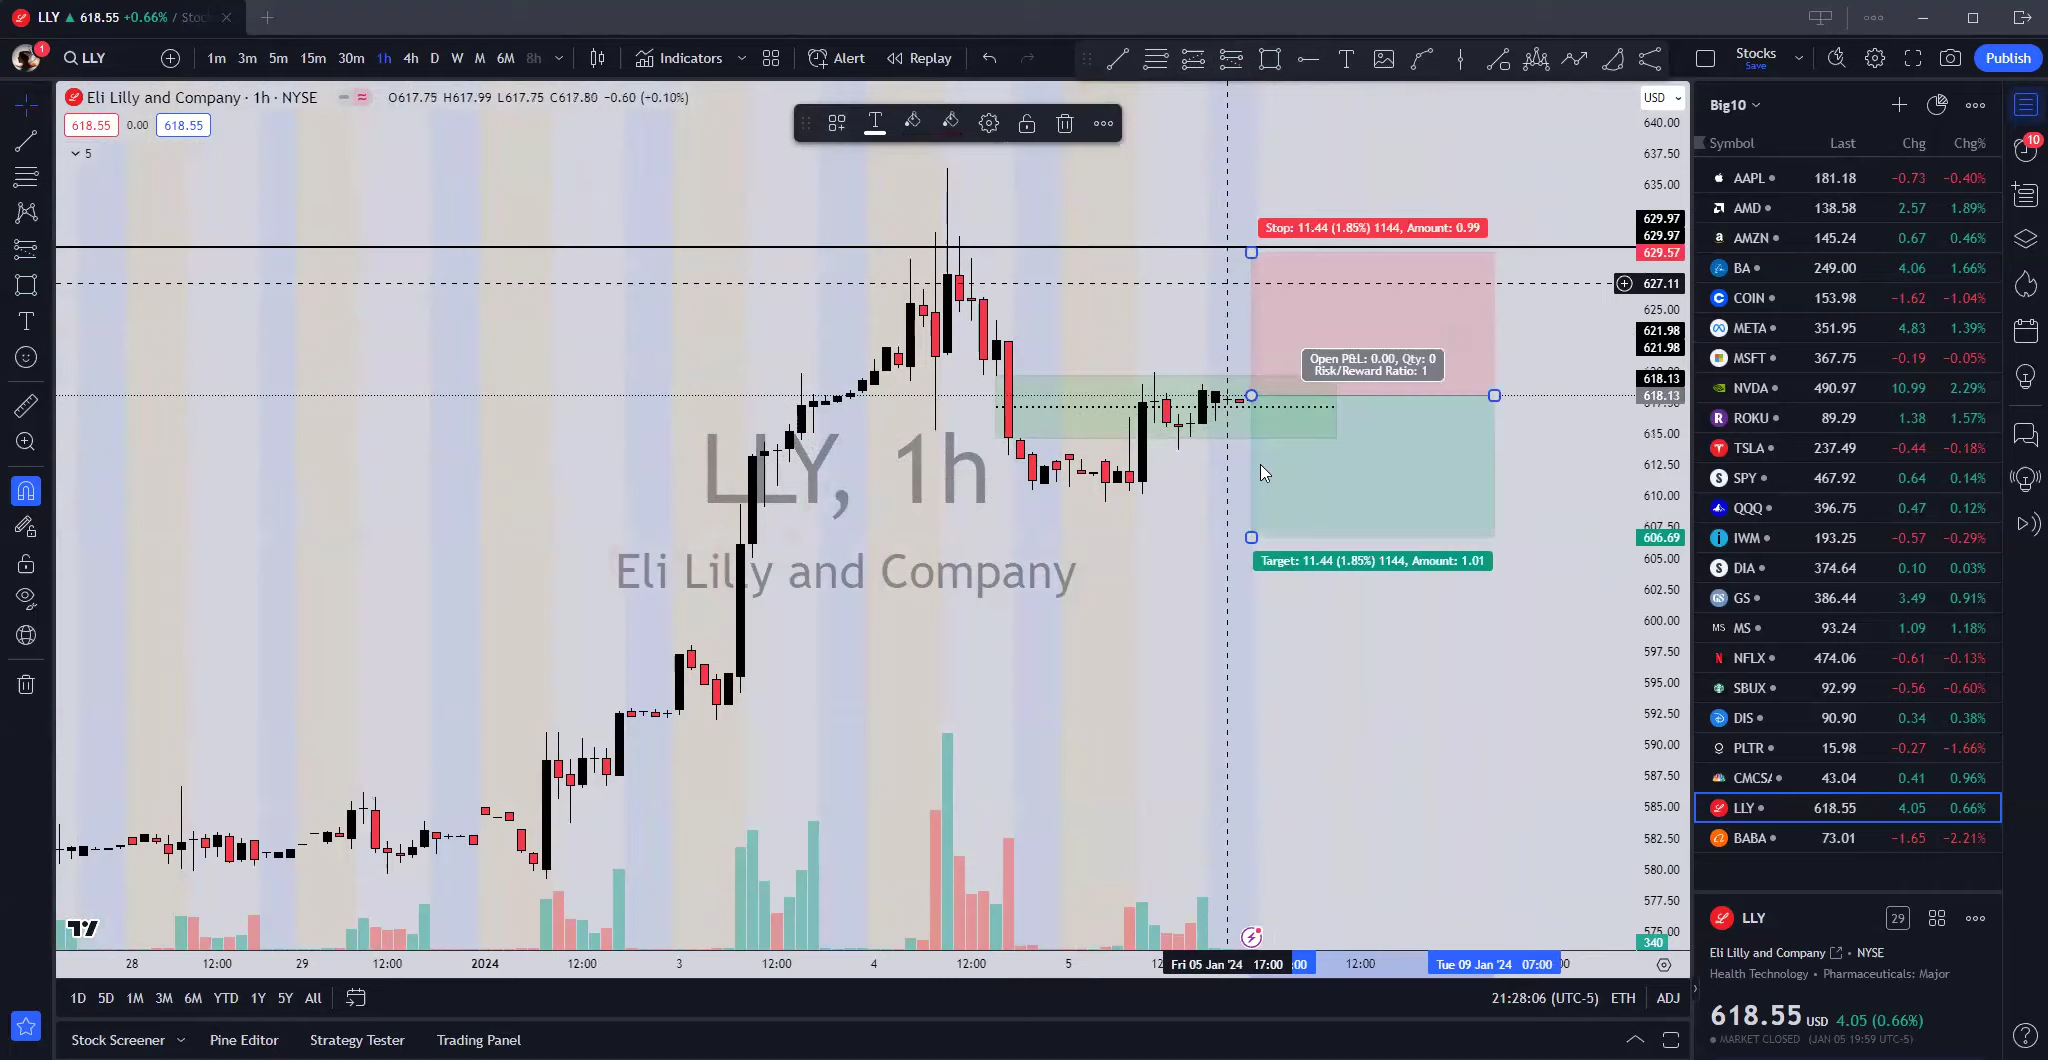 LLY ▲ 618.55 +0.66% / Stoc
1
LLY
1m 3m 5m 15m 30m 1h 4h D W M 6M 8h
Indicators
Alert
Replay
Stocks
Save
Publish
Eli Lilly and Company · 1h · NYSE
O617.75 H617.99 L617.75 C617.80 −0.60 (+0.10%)
618.55 0.00 618.55
5
USD
640.00
637.50
635.00
629.97
629.97
629.57
627.11
625.00
621.98
621.98
618.13
618.13
615.00
612.50
610.00
607.50
606.69
605.00
602.50
600.00
597.50
595.00
592.50
590.00
587.50
585.00
582.50
580.00
577.50
575.00
340
Stop: 11.44 (1.85%) 1144, Amount: 0.99
Open P&L: 0.00, Qty: 0
Risk/Reward Ratio: 1
Target: 11.44 (1.85%) 1144, Amount: 1.01
LLY, 1h
Eli Lilly and Company
28 12:00 29 12:00 2024 12:00 3 12:00 4 12:00 5 Fri 05 Jan '24 17:00 :00 12:00 Tue 09 Jan '24 07:00 00
1D 5D 1M 3M 6M YTD 1Y 5Y All
21:28:06 (UTC-5) ETH ADJ
Stock Screener Pine Editor Strategy Tester Trading Panel
Big10
Symbol Last Chg Chg%
AAPL 181.18 −0.73 −0.40%
AMD 138.58 2.57 1.89%
AMZN 145.24 0.67 0.46%
BA 249.00 4.06 1.66%
COIN 153.98 −1.62 −1.04%
META 351.95 4.83 1.39%
MSFT 367.75 −0.19 −0.05%
NVDA 490.97 10.99 2.29%
ROKU 89.29 1.38 1.57%
TSLA 237.49 −0.44 −0.18%
SPY 467.92 0.64 0.14%
QQQ 396.75 0.47 0.12%
IWM 193.25 −0.57 −0.29%
DIA 374.64 0.10 0.03%
GS GS 386.44 3.49 0.91%
MS MS 93.24 1.09 1.18%
NFLX 474.06 −0.61 −0.13%
SBUX 92.99 −0.56 −0.60%
DIS 90.90 0.34 0.38%
PLTR 15.98 −0.27 −1.66%
CMCSA 43.04 0.41 0.96%
LLY 618.55 4.05 0.66%
BABA 73.01 −1.65 −2.21%
LLY
29
Eli Lilly and Company • NYSE
Health Technology • Pharmaceuticals: Major
618.55 USD 4.05 (0.66%)
MARKET CLOSED (JAN 05 19:59 UTC-5)
10